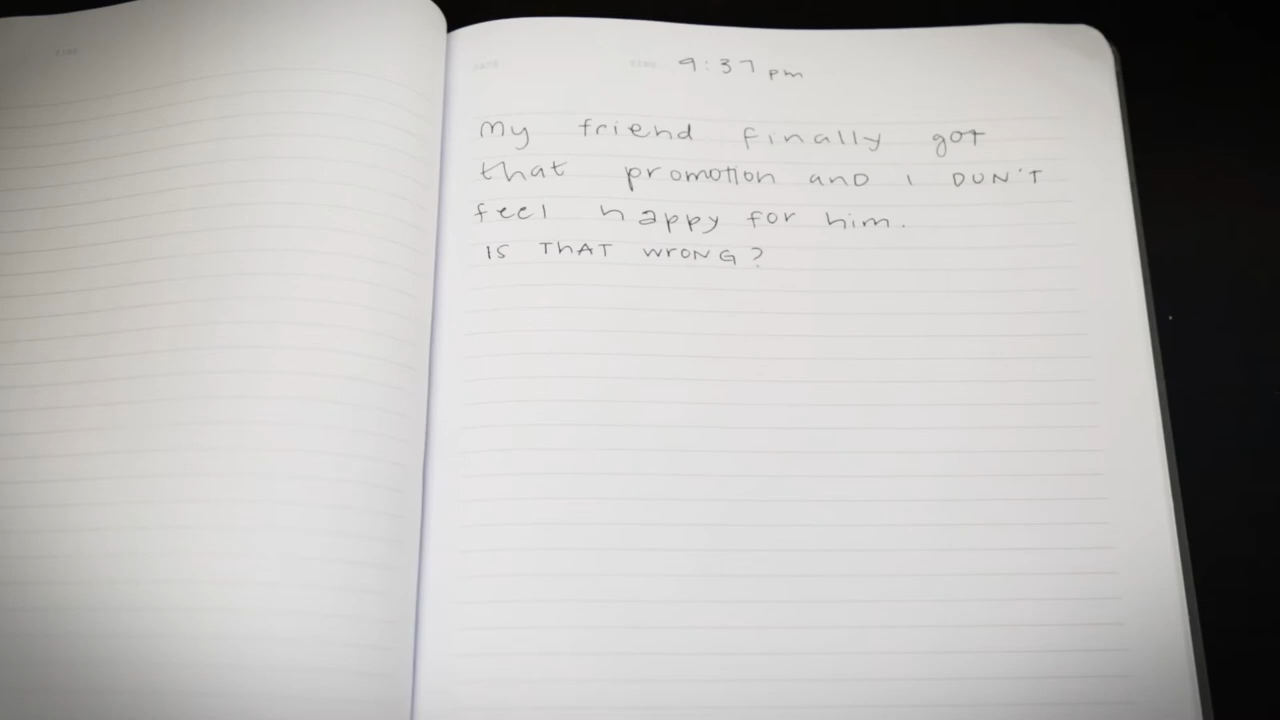 9:37 pm
My friend finally got
that promotion and I DON'T
feel happy for him.
IS THAT WRONG?